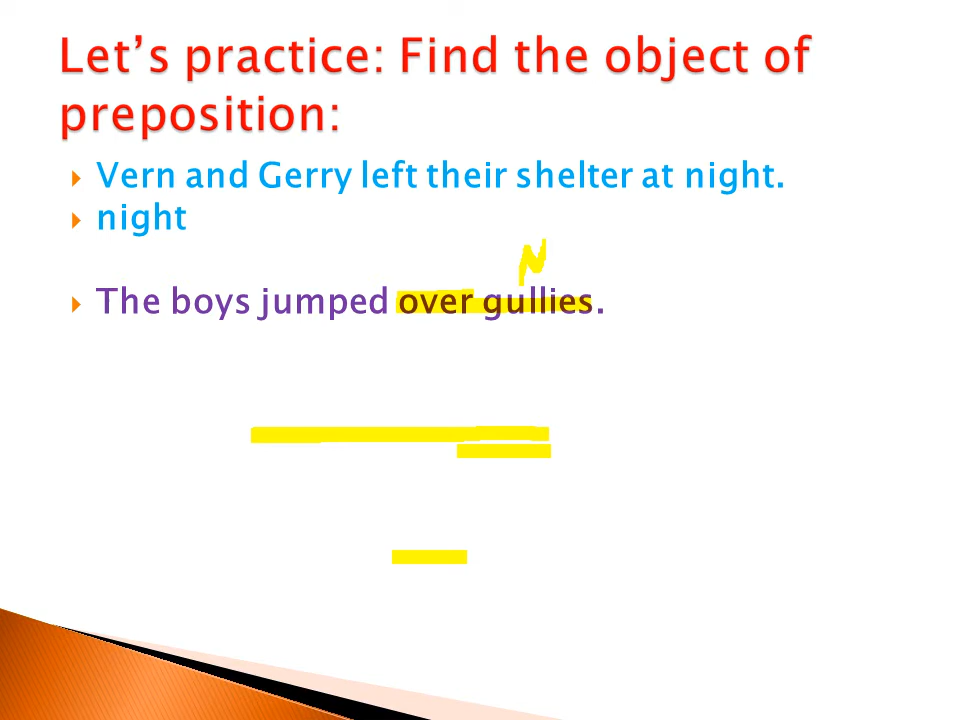 Let’s practice: Find the object of
preposition:
Vern and Gerry left their shelter at night.
night
N
The boys jumped over gullies.